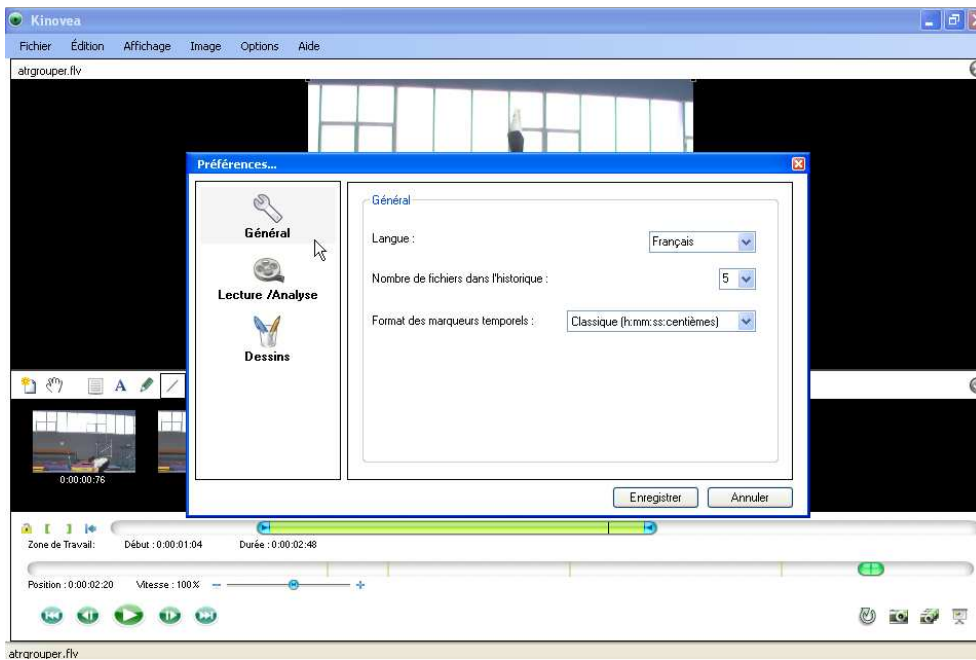 Kinovea
Fichier Édition Affichage Image Options Aide
atrgrouper.flv
Préférences...
Général
Lecture /Analyse
Dessins
Général
Langue :
Français
Nombre de fichiers dans l'historique :
5
Format des marqueurs temporels :
Classique (h:mm:ss:centièmes)
Enregistrer
Annuler
A
0:00:00:76
Zone de Travail: Début : 0:00:01:04 Durée : 0:00:02:48
Position : 0:00:02:20 Vitesse : 100%
atrgrouper.flv